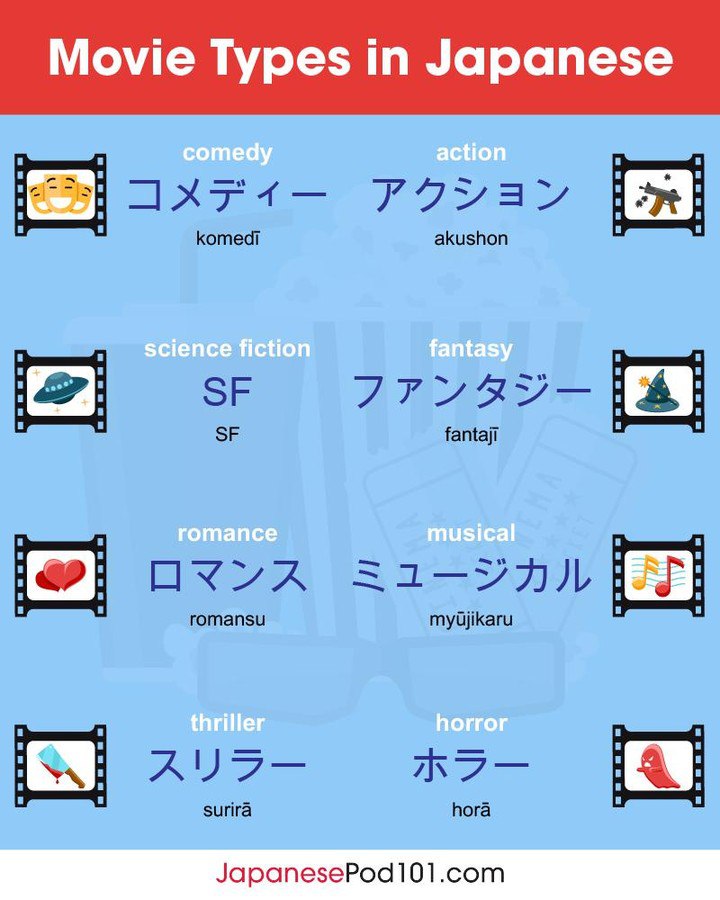 Movie Types in Japanese
comedy
コメディー
komedī
action
アクション
akushon
science fiction
SF
SF
fantasy
ファンタジー
fantajī
romance
ロマンス
romansu
musical
ミュージカル
myūjikaru
thriller
スリラー
surirā
horror
ホラー
horā
JapanesePod101.com